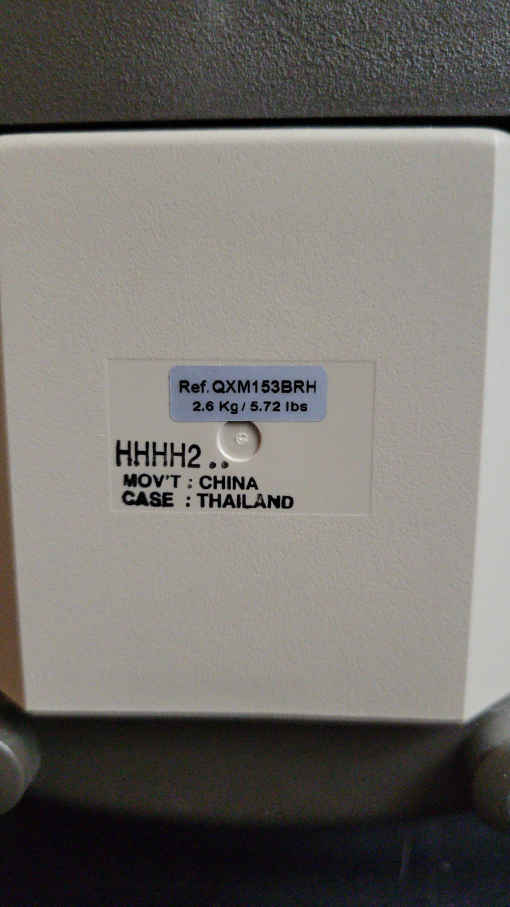 Ref. QXM153BRH
2.6 Kg / 5.72 lbs
HHHH2..
MOV'T : CHINA
CASE : THAILAND